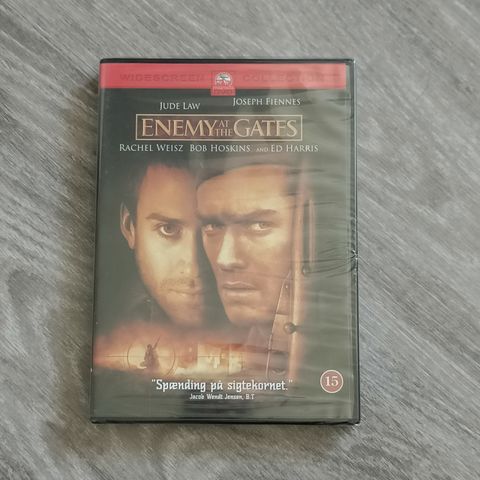 WIDESCREEN COLLECTION
JUDE LAW JOSEPH FIENNES
ENEMY AT THE GATES
RACHEL WEISZ BOB HOSKINS AND ED HARRIS
"Spænding på sigtekornet."
Jacob Wendt Jensen, B.T
15